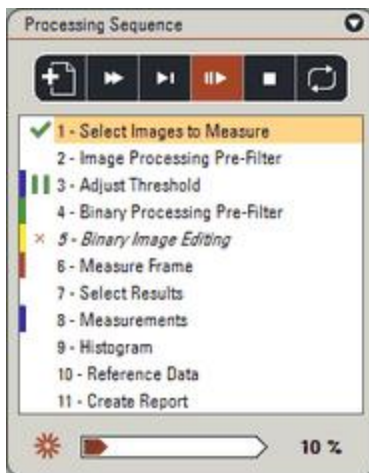 Processing Sequence
1 - Select Images to Measure
2 - Image Processing Pre-Filter
3 - Adjust Threshold
4 - Binary Processing Pre-Filter
5 - Binary Image Editing
6 - Measure Frame
7 - Select Results
8 - Measurements
9 - Histogram
10 - Reference Data
11 - Create Report
10 %